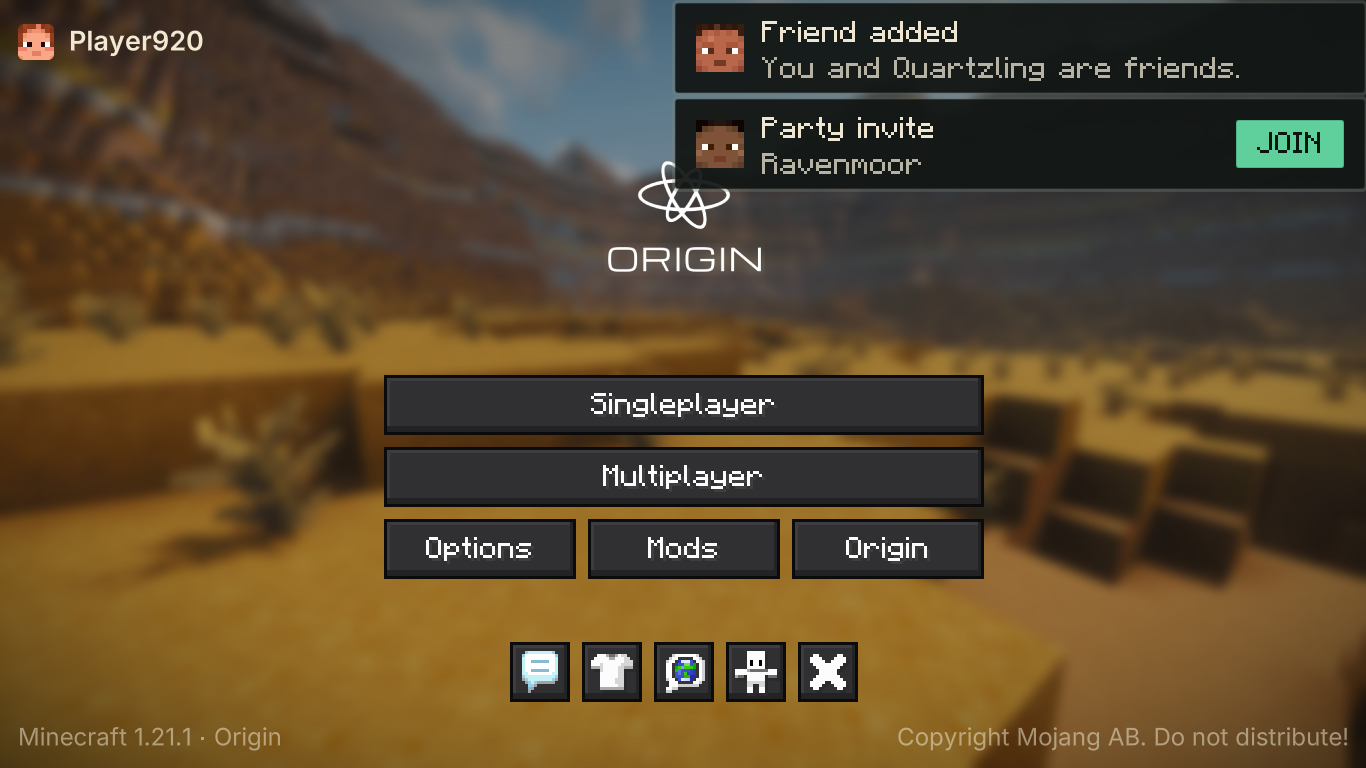 Player920
Friend added
You and Quartzling are friends.
Party invite
Ravenmoor
JOIN
ORIGIN
Singleplayer
Multiplayer
Options
Mods
Origin
Minecraft 1.21.1 · Origin
Copyright Mojang AB. Do not distribute!